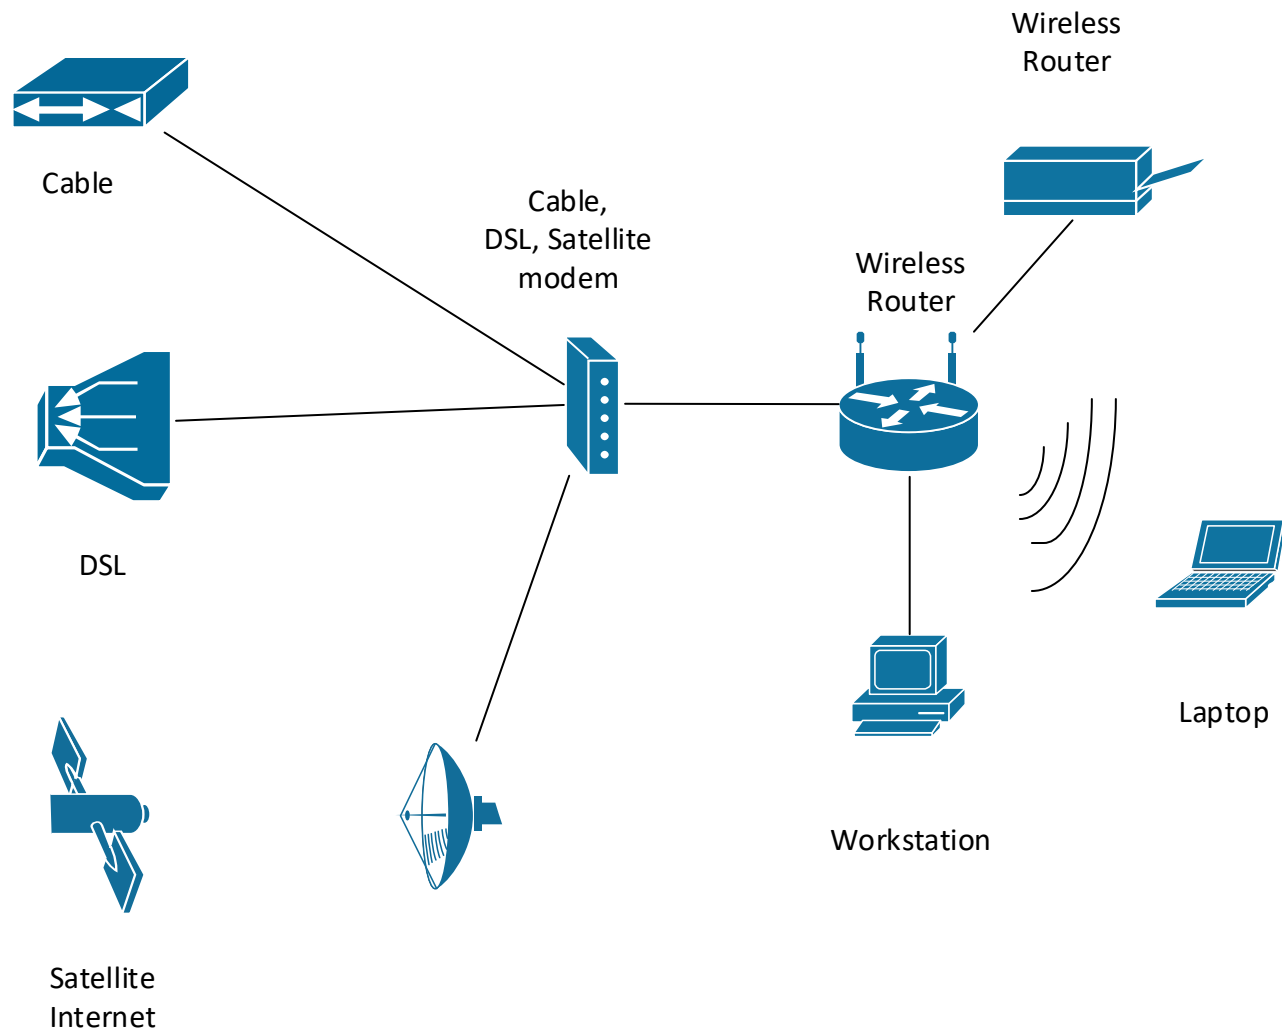 Wireless
Router
Cable
Cable,
DSL, Satellite
modem
Wireless
Router
DSL
Laptop
Workstation
Satellite
Internet